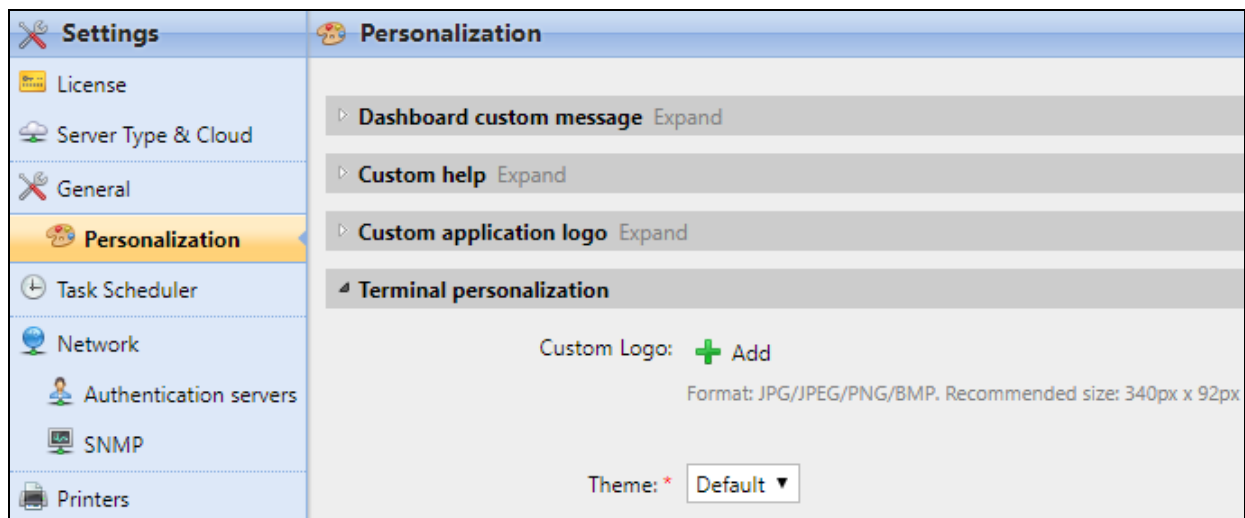 Settings
License
Server Type & Cloud
General
Personalization
Task Scheduler
Network
Authentication servers
SNMP
Printers
Personalization
Dashboard custom message Expand
Custom help Expand
Custom application logo Expand
Terminal personalization
Custom Logo: Add
Format: JPG/JPEG/PNG/BMP. Recommended size: 340px x 92px
Theme: * Default